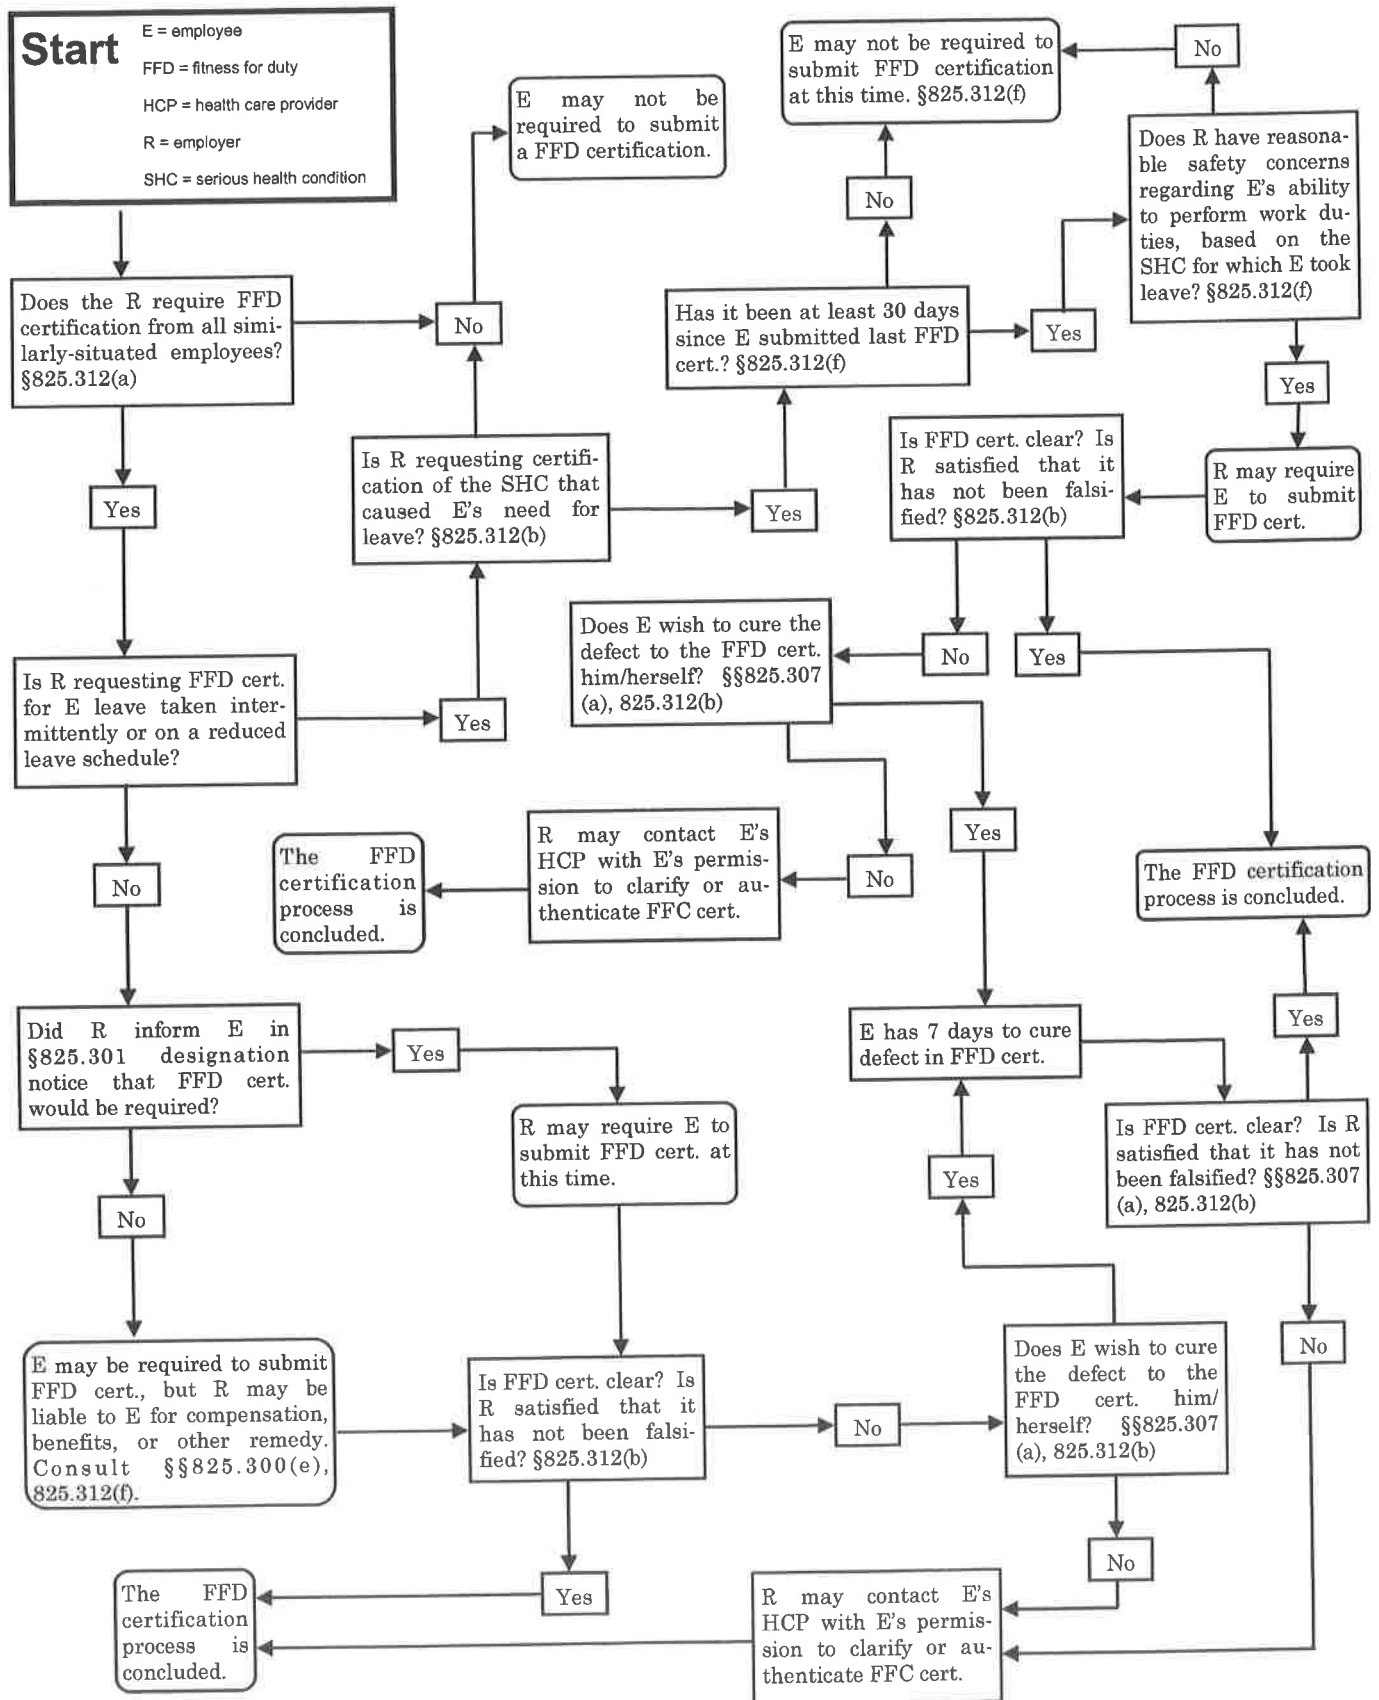 Start
E = employee
FFD = fitness for duty
HCP = health care provider
R = employer
SHC = serious health condition
E may not be
required to submit
a FFD certification.
E may not be required to
submit FFD certification
at this time. §825.312(f)
No
Does R have reasona-
ble safety concerns
regarding E's ability
to perform work du-
ties, based on the
SHC for which E took
leave? §825.312(f)
No
Does the R require FFD
certification from all simi-
larly-situated employees?
§825.312(a)
No
Has it been at least 30 days
since E submitted last FFD
cert.? §825.312(f)
Yes
Yes
Is R requesting certifi-
cation of the SHC that
caused E's need for
leave? §825.312(b)
Yes
Is FFD cert. clear? Is
R satisfied that it
has not been falsi-
fied? §825.312(b)
R may require
E to submit
FFD cert.
Yes
Does E wish to cure the
defect to the FFD cert.
him/herself? §§825.307
(a), 825.312(b)
No
Yes
Is R requesting FFD cert.
for E leave taken inter-
mittently or on a reduced
leave schedule?
Yes
Yes
No
The FFD
certification
process is
concluded.
R may contact E's
HCP with E's permis-
sion to clarify or au-
thenticate FFC cert.
No
The FFD certification
process is concluded.
Did R inform E in
§825.301 designation
notice that FFD cert.
would be required?
Yes
E has 7 days to cure
defect in FFD cert.
Yes
R may require E to
submit FFD cert. at
this time.
Yes
Is FFD cert. clear? Is R
satisfied that it has not
been falsified? §§825.307
(a), 825.312(b)
No
E may be required to submit
FFD cert., but R may be
liable to E for compensation,
benefits, or other remedy.
Consult §§825.300(e),
825.312(f).
Is FFD cert. clear? Is
R satisfied that it
has not been falsi-
fied? §825.312(b)
No
Does E wish to cure
the defect to the
FFD cert. him/
herself? §§825.307
(a), 825.312(b)
No
No
The FFD
certification
process is
concluded.
Yes
R may contact E's
HCP with E's permis-
sion to clarify or au-
thenticate FFC cert.